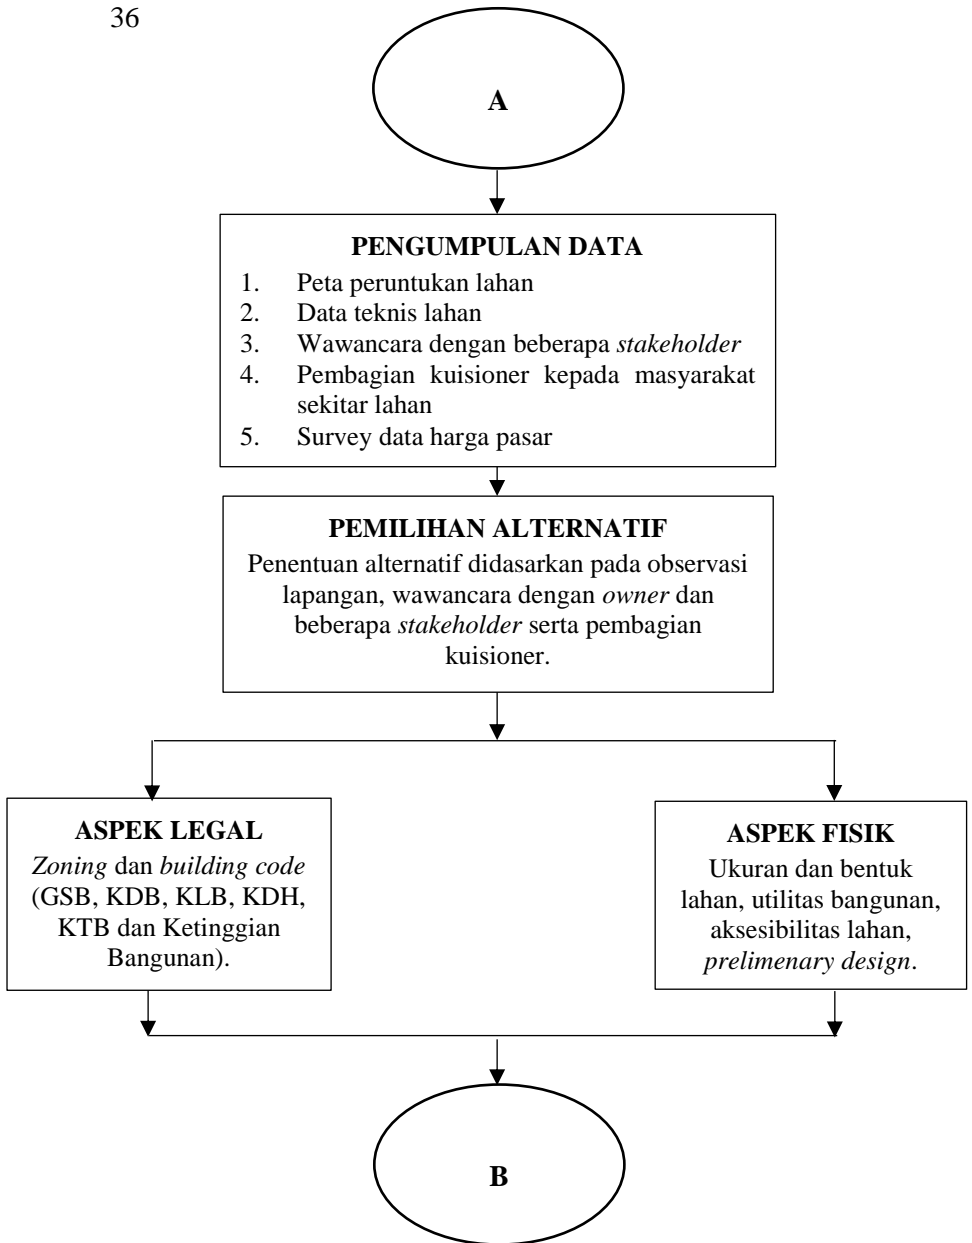 36
A
PENGUMPULAN DATA
1. Peta peruntukan lahan
2. Data teknis lahan
3. Wawancara dengan beberapa stakeholder
4. Pembagian kuisioner kepada masyarakat
sekitar lahan
5. Survey data harga pasar
PEMILIHAN ALTERNATIF
Penentuan alternatif didasarkan pada observasi
lapangan, wawancara dengan owner dan
beberapa stakeholder serta pembagian
kuisioner.
ASPEK LEGAL
Zoning dan building code
(GSB, KDB, KLB, KDH,
KTB dan Ketinggian
Bangunan).
ASPEK FISIK
Ukuran dan bentuk
lahan, utilitas bangunan,
aksesibilitas lahan,
prelimenary design.
B